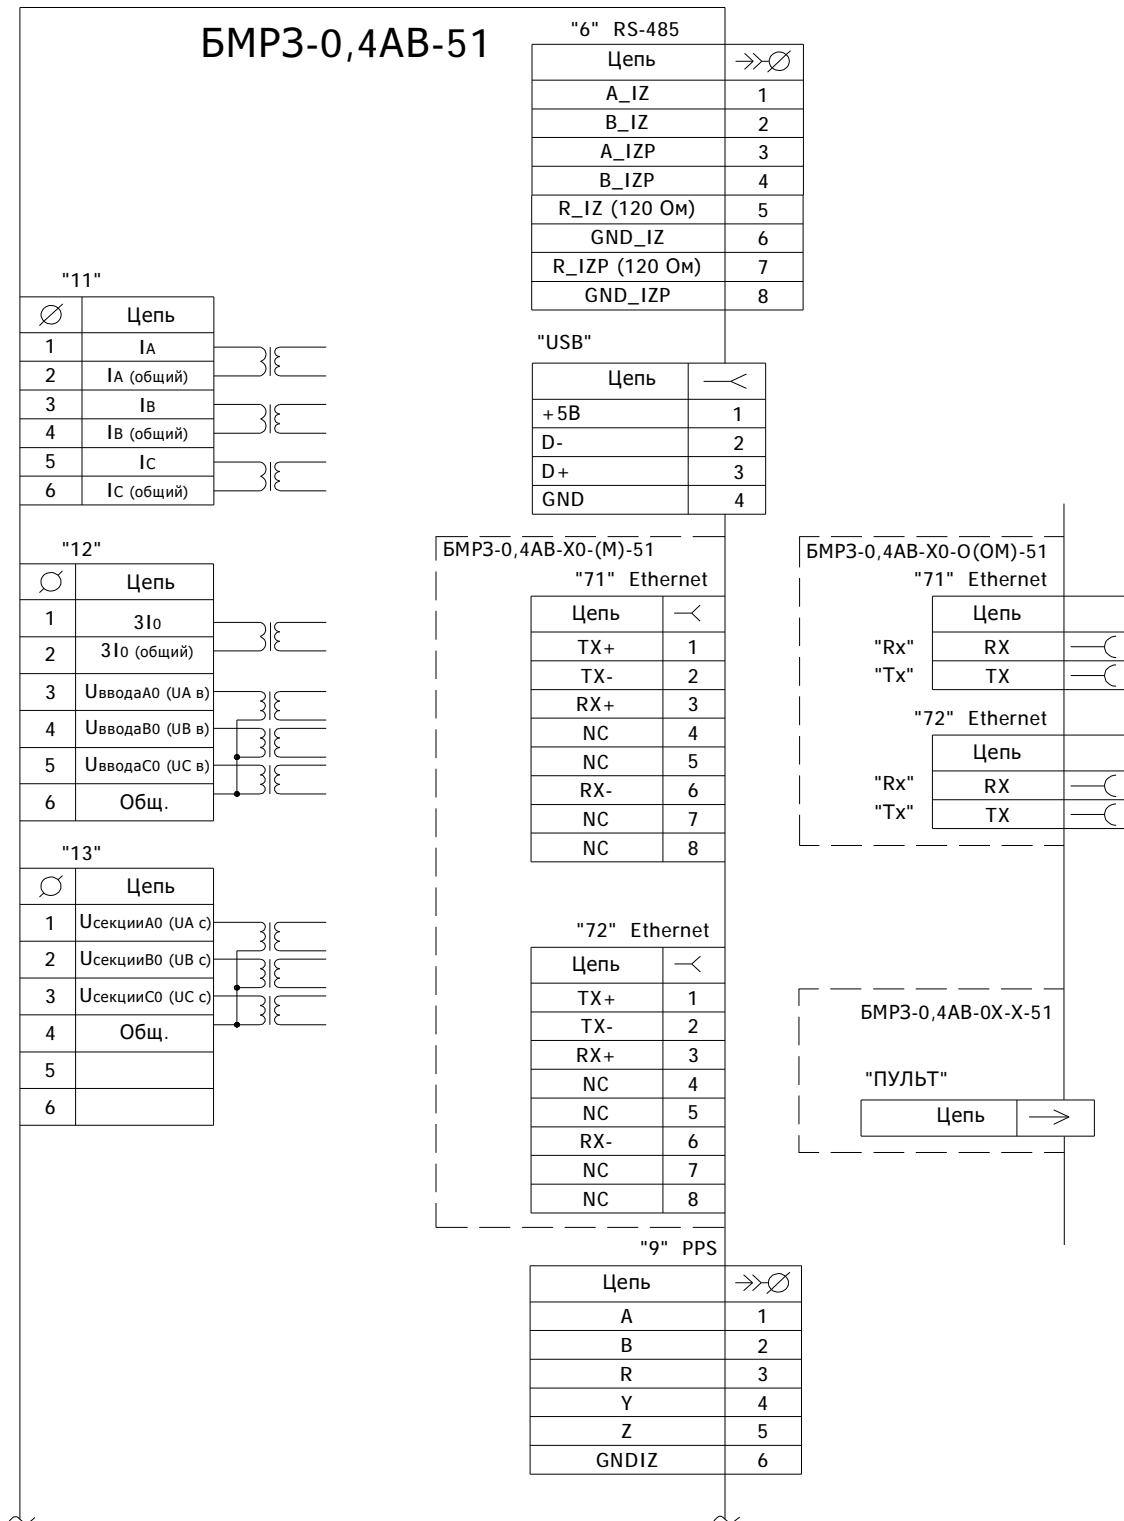 БМРЗ-0,4АВ-51
"6" RS-485
Цепь
A_IZ 1
B_IZ 2
A_IZP 3
B_IZP 4
R_IZ (120 Ом) 5
GND_IZ 6
R_IZP (120 Ом) 7
GND_IZP 8
"11"
Цепь
1 IA
2 IA (общий)
3 IB
4 IB (общий)
5 IC
6 IC (общий)
"USB"
Цепь
+5В 1
D- 2
D+ 3
GND 4
"12"
Цепь
1 3I0
2 3I0 (общий)
3 UвводаА0 (UA в)
4 UвводаВ0 (UB в)
5 UвводаС0 (UC в)
6 Общ.
"13"
Цепь
1 UсекцииА0 (UA с)
2 UсекцииВ0 (UB с)
3 UсекцииС0 (UC с)
4 Общ.
5
6
БМРЗ-0,4АВ-Х0-(М)-51
"71" Ethernet
Цепь
TX+ 1
TX- 2
RX+ 3
NC 4
NC 5
RX- 6
NC 7
NC 8
"72" Ethernet
Цепь
TX+ 1
TX- 2
RX+ 3
NC 4
NC 5
RX- 6
NC 7
NC 8
БМРЗ-0,4АВ-Х0-О(ОМ)-51
"71" Ethernet
Цепь
"Rx" RX
"Tx" TX
"72" Ethernet
Цепь
"Rx" RX
"Tx" TX
БМРЗ-0,4АВ-0Х-Х-51
"ПУЛЬТ"
Цепь
"9" PPS
Цепь
A 1
B 2
R 3
Y 4
Z 5
GNDIZ 6